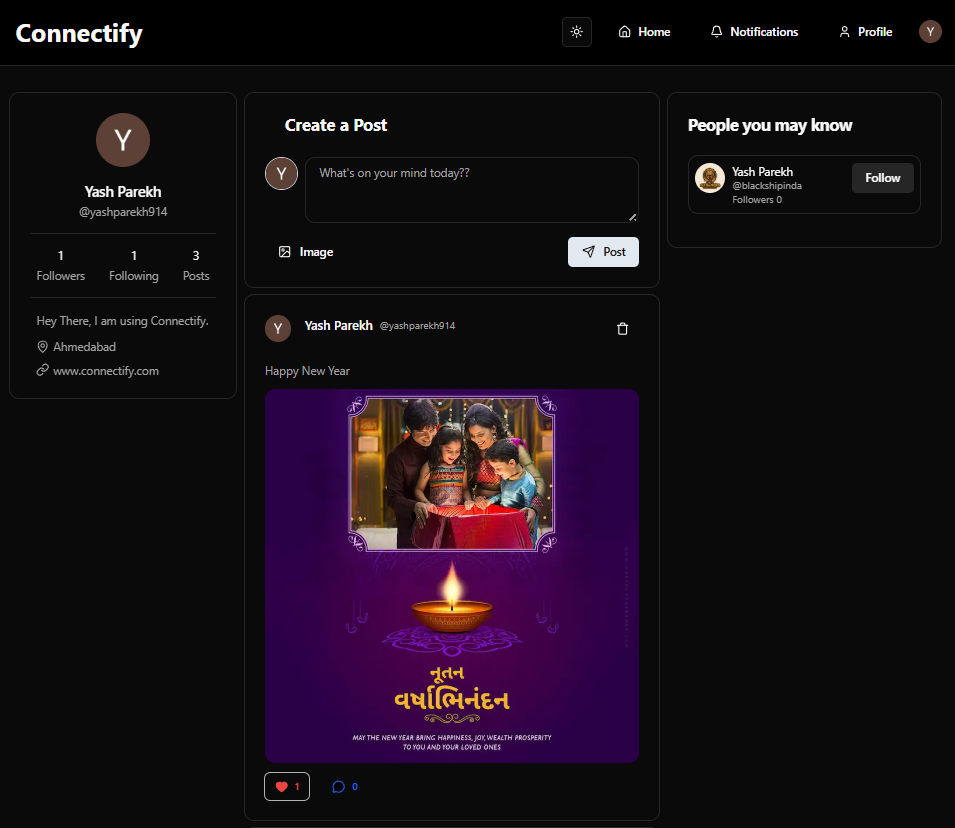 Connectify
Home
Notifications
Profile
Y
Y
Yash Parekh
@yashparekh914
1
Followers
1
Following
3
Posts
Hey There, I am using Connectify.
Ahmedabad
www.connectify.com
Create a Post
Y
What's on your mind today??
Image
Post
Y
Yash Parekh @yashparekh914
Happy New Year
નૂતન
વર્ષાભિનંદન
MAY THE NEW YEAR BRING HAPPINESS, JOY, WEALTH PROSPERITY
TO YOU AND YOUR LOVED ONES
1
0
People you may know
Yash Parekh
@blackshipinda
Followers 0
Follow